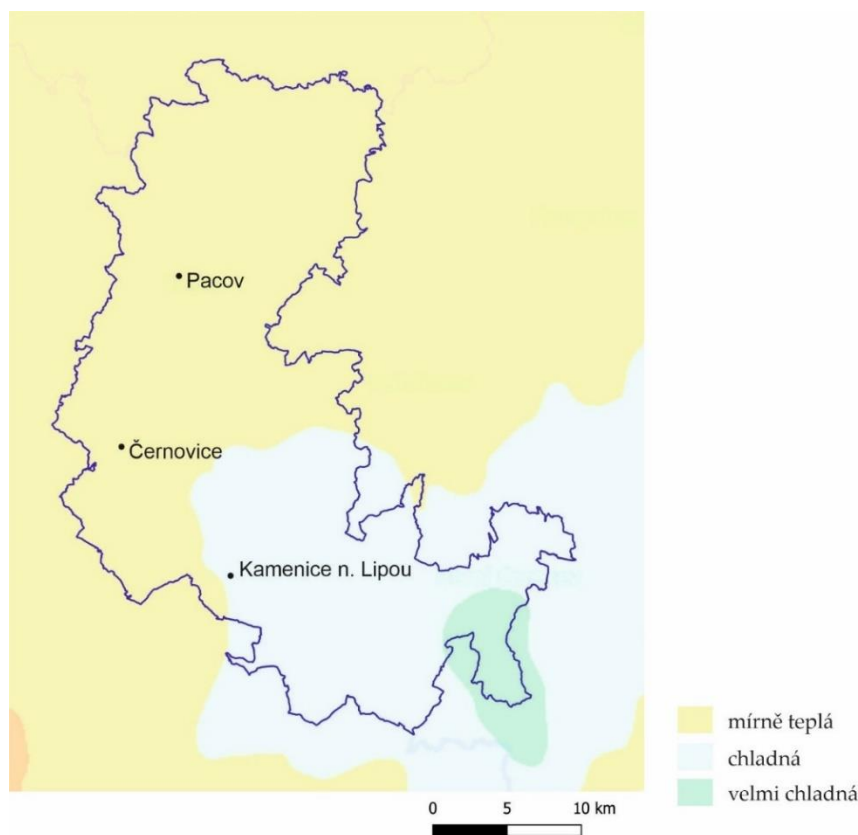 Pacov
Černovice
Kamenice n. Lipou
mírně teplá
chladná
velmi chladná
0 5 10 km